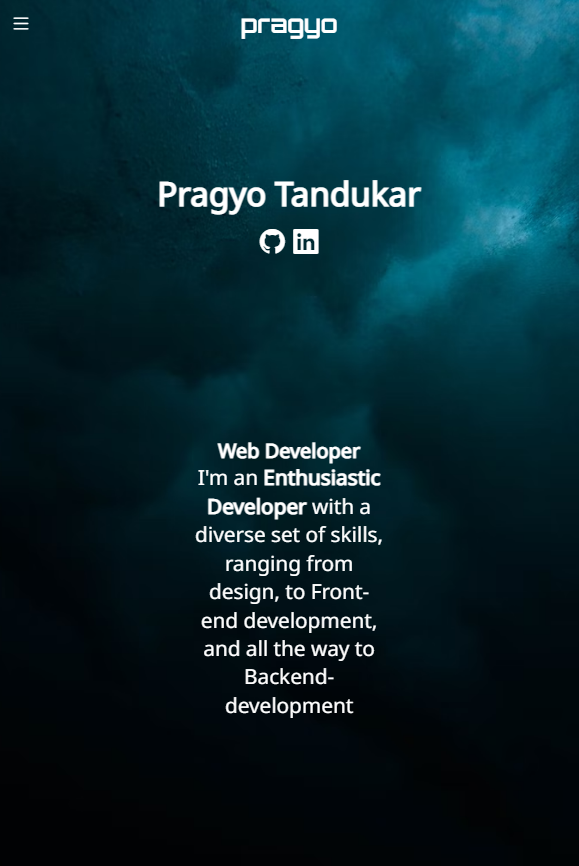 pragyo
Pragyo Tandukar
Web Developer
I'm an Enthusiastic
Developer with a
diverse set of skills,
ranging from
design, to Front-
end development,
and all the way to
Backend-
development